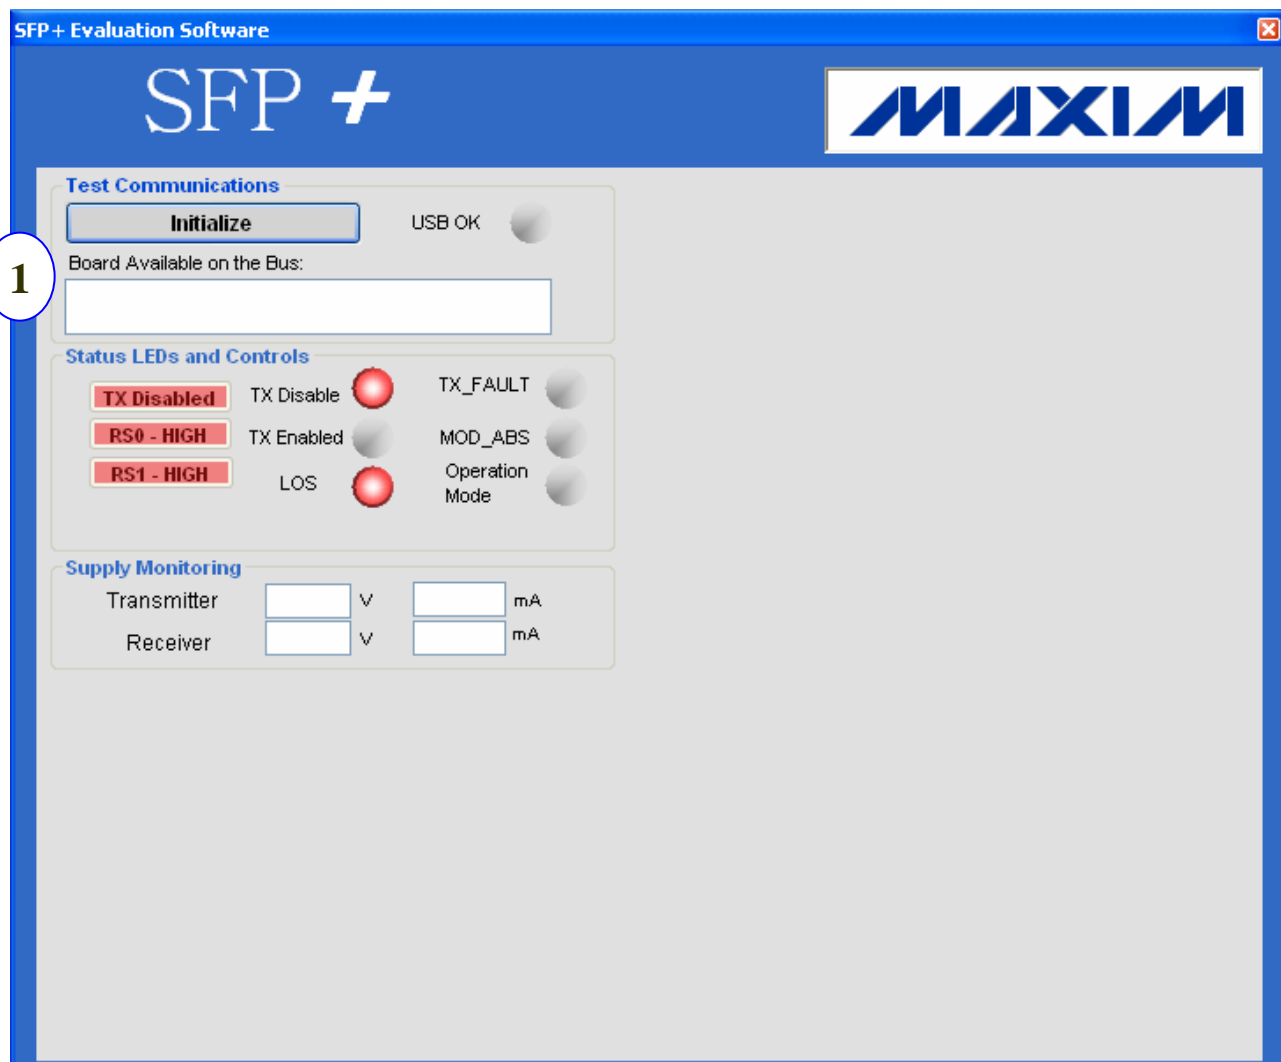 SFP+ Evaluation Software
SFP +
MAXIM
Test Communications
Initialize
USB OK
1
Board Available on the Bus:
Status LEDs and Controls
TX Disabled
TX Disable
TX_FAULT
RS0 - HIGH
TX Enabled
MOD_ABS
RS1 - HIGH
LOS
Operation
Mode
Supply Monitoring
Transmitter
V
mA
Receiver
V
mA